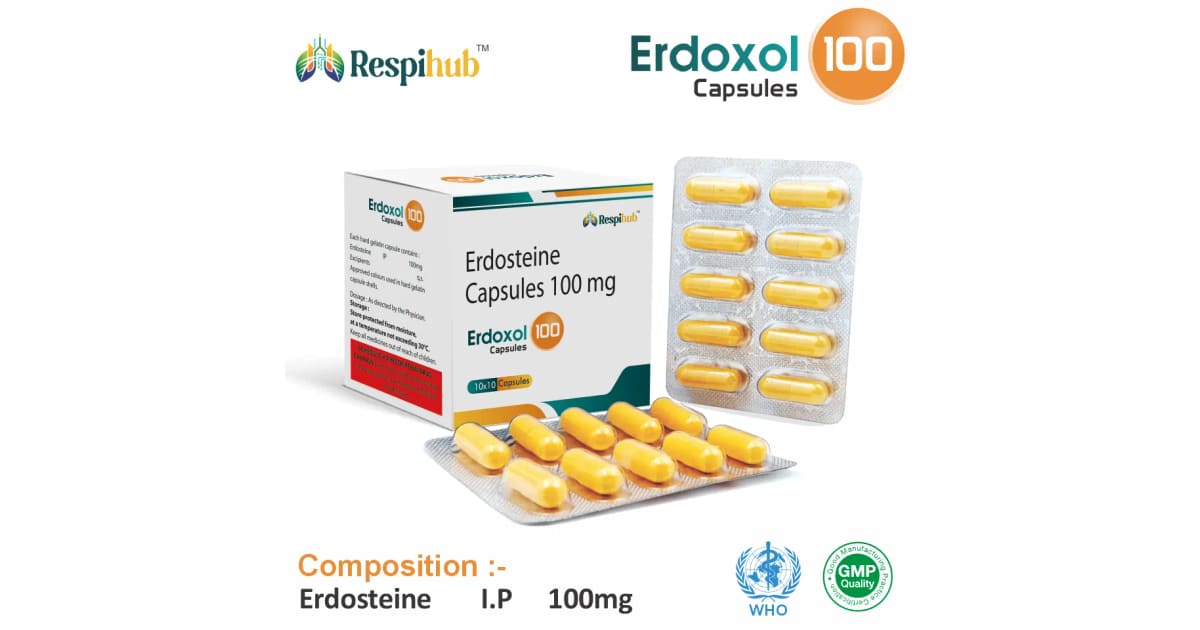 Respihub™
Erdoxol 100
Capsules
Erdoxol 100
Capsules
Each hard gelatin capsule contains :
Erdosteine IP 100mg
Excipients q.s.
Approved colours used in hard gelatin
capsule shells.
Dosage : As directed by the Physician.
Storage :
Store protected from moisture,
at a temperature not exceeding 30°C.
Keep all medicines out of reach of children.
Respihub™
Erdosteine
Capsules 100 mg
Erdoxol 100
Capsules
10x10 Capsules
Composition :-
Erdosteine I.P 100mg
WHO
Good Manufacturing
Practice Certification
GMP
Quality